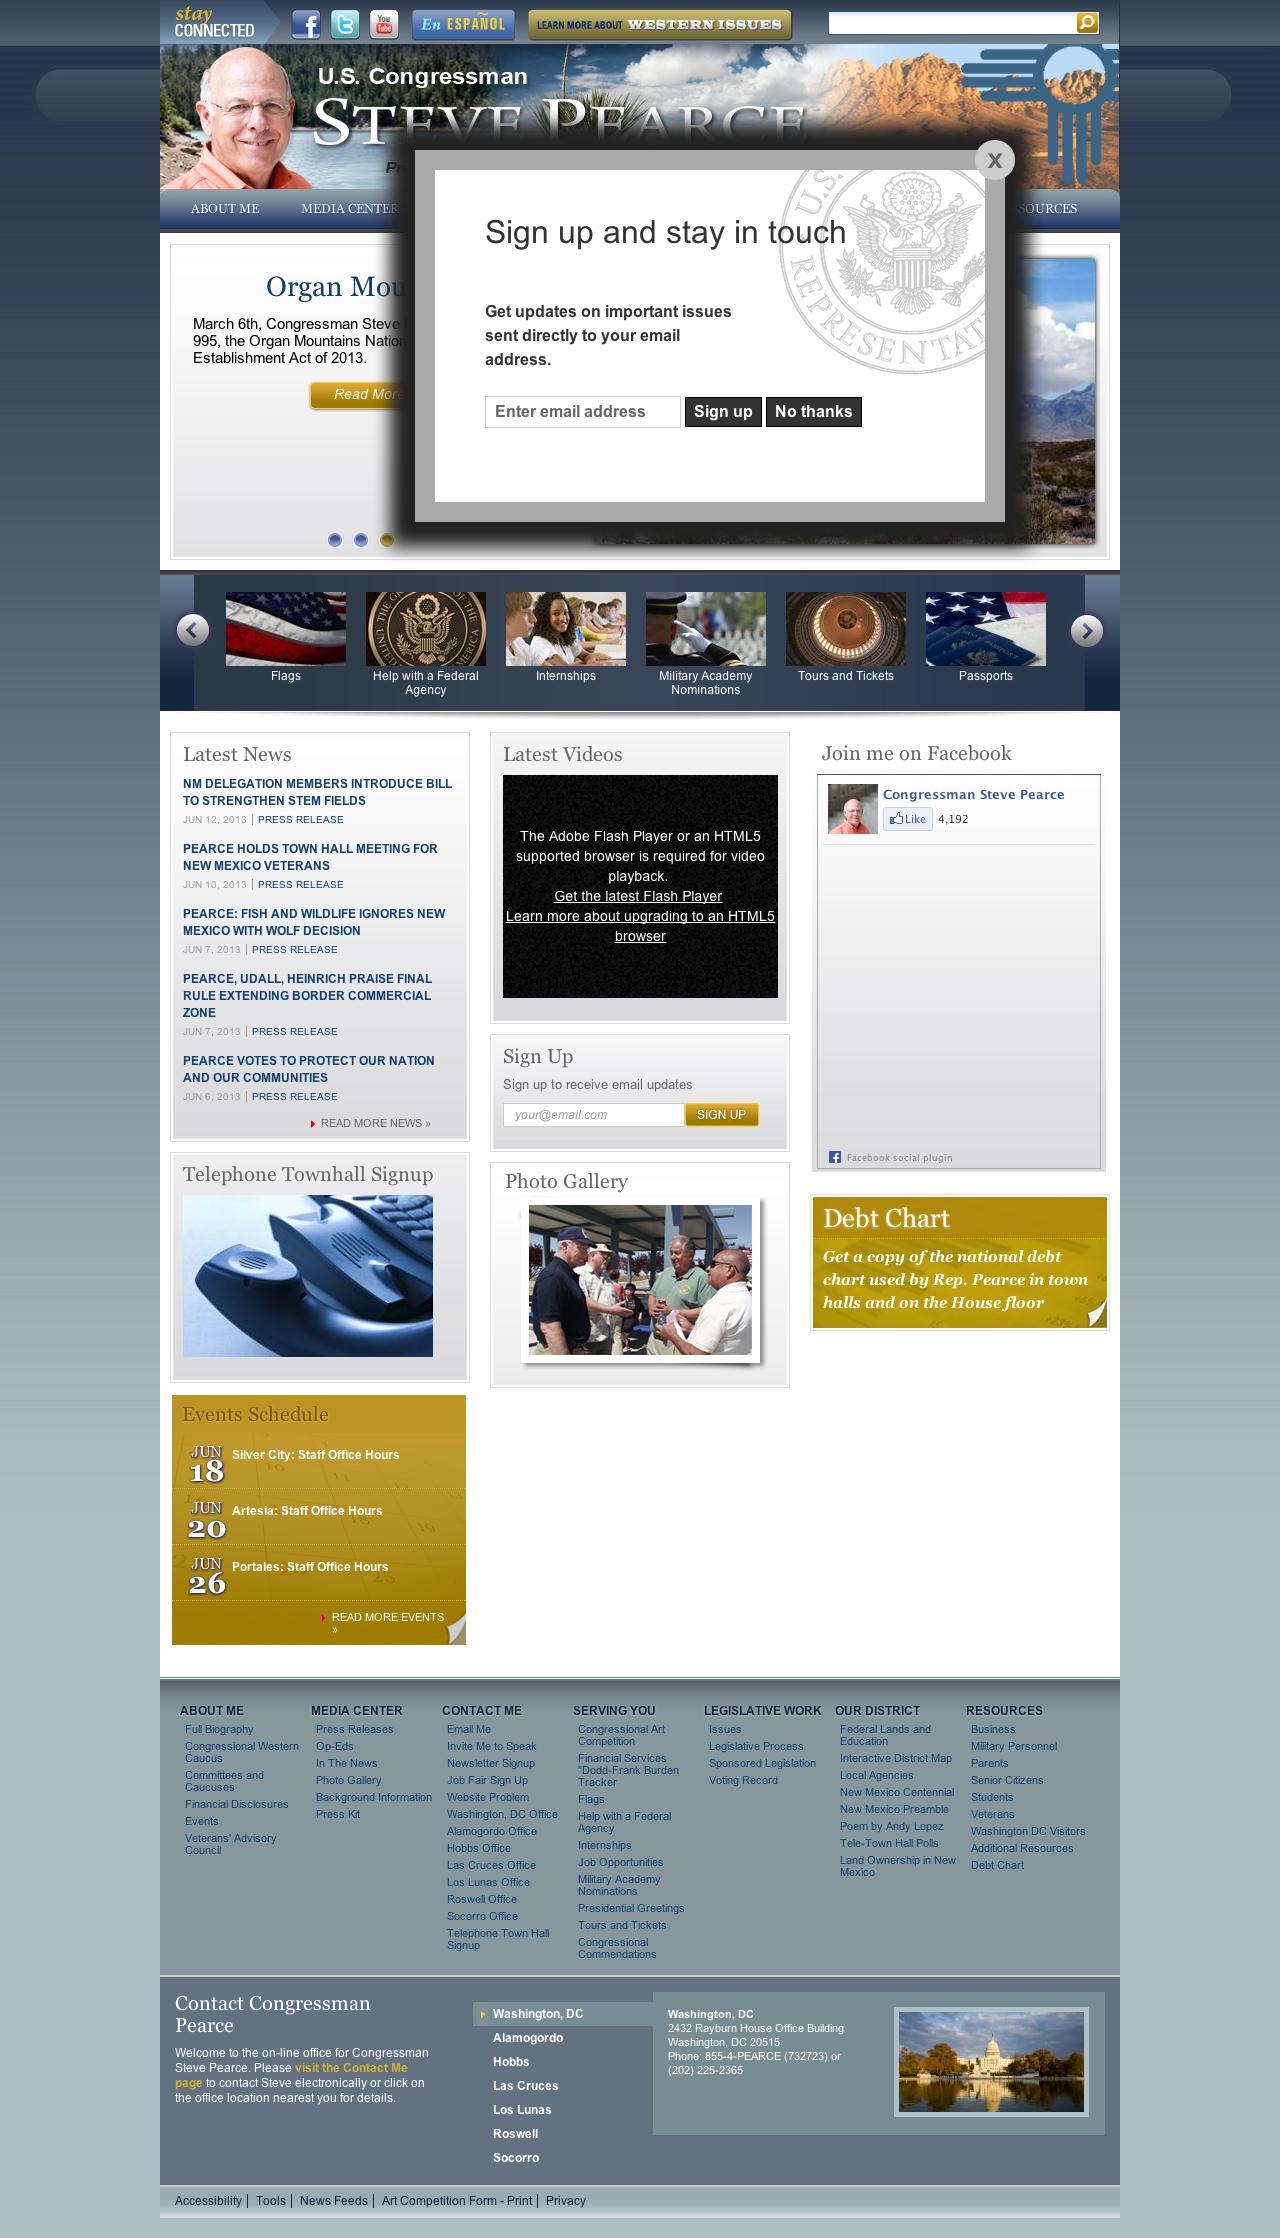 stay
CONNECTED
En ESPAÑOL
LEARN MORE ABOUT WESTERN ISSUES
You
Tube
U.S. Congressman
STEVE PEARCE
ABOUT ME
MEDIA CENTER
X
Sign up and stay in touch
U.S.
REPRESENTAT
Get updates on important issues
sent directly to your email
address.
Enter email address
Sign up
No thanks
Organ Mou
March 6th, Congressman Steve
995, the Organ Mountains Nation
Establishment Act of 2013.
Read More
Flags
Help with a Federal
Agency
Internships
Military Academy
Nominations
Tours and Tickets
Passports
Latest News
NM DELEGATION MEMBERS INTRODUCE BILL
TO STRENGTHEN STEM FIELDS
JUN 12, 2013 | PRESS RELEASE
PEARCE HOLDS TOWN HALL MEETING FOR
NEW MEXICO VETERANS
JUN 10, 2013 | PRESS RELEASE
PEARCE: FISH AND WILDLIFE IGNORES NEW
MEXICO WITH WOLF DECISION
JUN 7, 2013 | PRESS RELEASE
PEARCE, UDALL, HEINRICH PRAISE FINAL
RULE EXTENDING BORDER COMMERCIAL
ZONE
JUN 7, 2013 | PRESS RELEASE
PEARCE VOTES TO PROTECT OUR NATION
AND OUR COMMUNITIES
JUN 6, 2013 | PRESS RELEASE
READ MORE NEWS »
Telephone Townhall Signup
Events Schedule
JUN
18
Silver City: Staff Office Hours
JUN
20
Artesia: Staff Office Hours
JUN
26
Portales: Staff Office Hours
READ MORE EVENTS
»
Latest Videos
The Adobe Flash Player or an HTML5
supported browser is required for video
playback.
Get the latest Flash Player
Learn more about upgrading to an HTML5
browser
Sign Up
Sign up to receive email updates
your@email.com
SIGN UP
Photo Gallery
Join me on Facebook
Congressman Steve Pearce
Like 4,192
Facebook social plugin
Debt Chart
Get a copy of the national debt
chart used by Rep. Pearce in town
halls and on the House floor
ABOUT ME
Full Biography
Congressional Western
Caucus
Committees and
Caucuses
Financial Disclosures
Events
Veterans' Advisory
Council
MEDIA CENTER
Press Releases
Op-Eds
In The News
Photo Gallery
Background Information
Press Kit
CONTACT ME
Email Me
Invite Me to Speak
Newsletter Signup
Job Fair Sign Up
Website Problem
Washington, DC Office
Alamogordo Office
Hobbs Office
Las Cruces Office
Los Lunas Office
Roswell Office
Socorro Office
Telephone Town Hall
Signup
SERVING YOU
Congressional Art
Competition
Financial Services
"Dodd-Frank Burden
Tracker
Flags
Help with a Federal
Agency
Internships
Job Opportunities
Military Academy
Nominations
Presidential Greetings
Tours and Tickets
Congressional
Commendations
LEGISLATIVE WORK
Issues
Legislative Process
Sponsored Legislation
Voting Record
OUR DISTRICT
Federal Lands and
Education
Interactive District Map
Local Agencies
New Mexico Centennial
New Mexico Preamble
Poem by Andy Lopez
Tele-Town Hall Polls
Land Ownership in New
Mexico
RESOURCES
Business
Military Personnel
Parents
Senior Citizens
Students
Veterans
Washington DC Visitors
Additional Resources
Debt Chart
Contact Congressman
Pearce
Welcome to the on-line office for Congressman
Steve Pearce. Please visit the Contact Me
page to contact Steve electronically or click on
the office location nearest you for details.
Washington, DC
Alamogordo
Hobbs
Las Cruces
Los Lunas
Roswell
Socorro
Washington, DC
2432 Rayburn House Office Building
Washington, DC 20515
Phone: 855-4-PEARCE (732723) or
(202) 225-2365
Accessibility | Tools | News Feeds | Art Competition Form - Print | Privacy